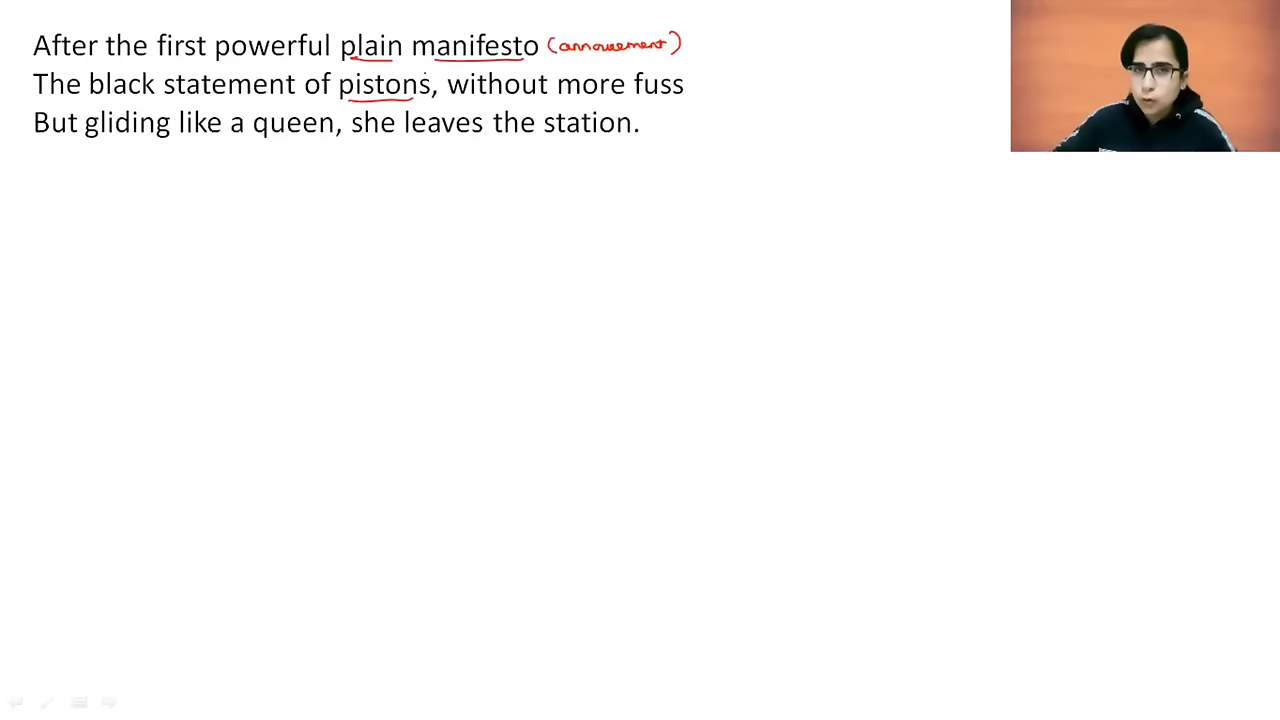 After the first powerful plain manifesto (annoucement)
The black statement of pistons, without more fuss
But gliding like a queen, she leaves the station.